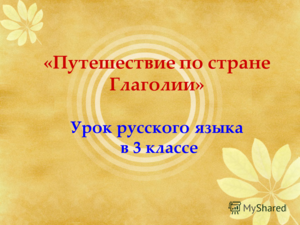 «Путешествие по стране
Глаголии»
Урок русского языка
в 3 классе
MyShared